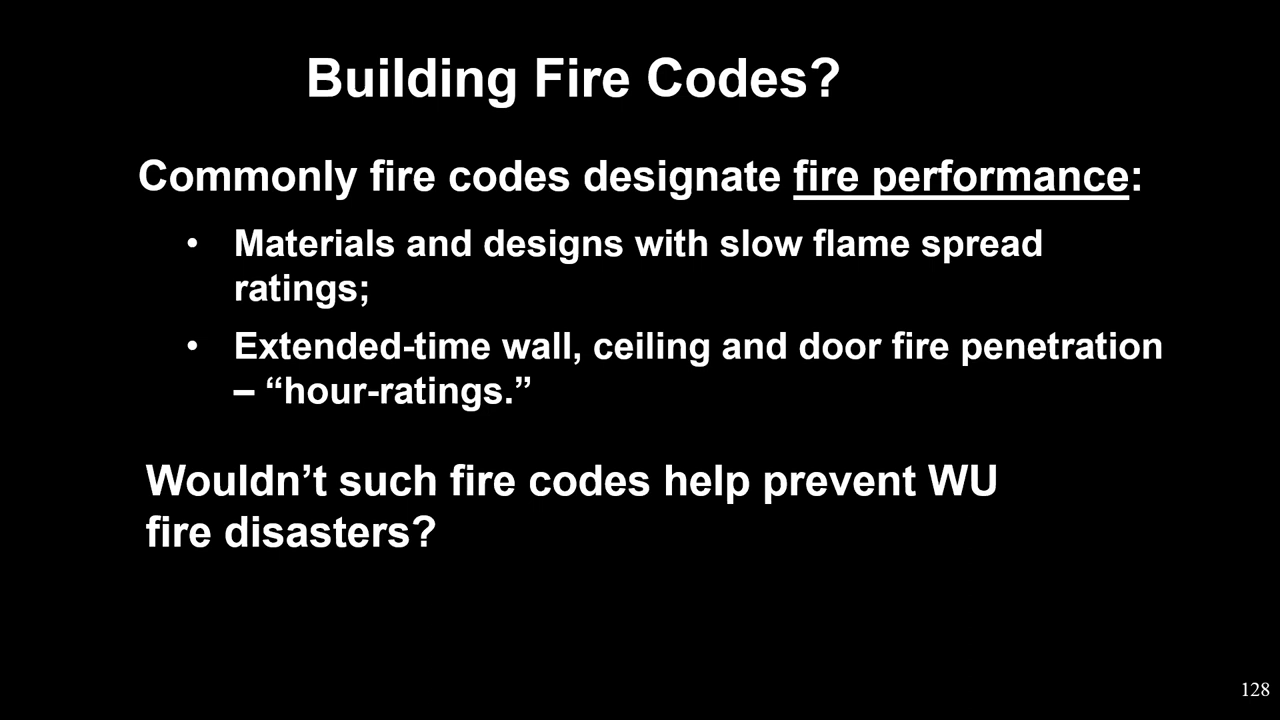 Building Fire Codes?
Commonly fire codes designate fire performance:
• Materials and designs with slow flame spread
ratings;
• Extended-time wall, ceiling and door fire penetration
– “hour-ratings.”
Wouldn’t such fire codes help prevent WU
fire disasters?
128